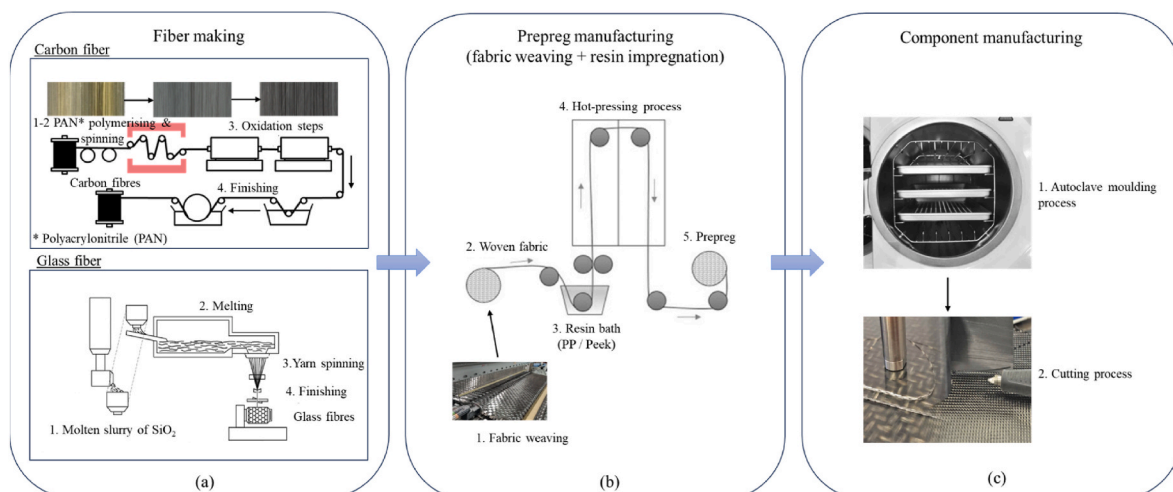 Fiber making
Carbon fiber
1-2 PAN* polymerising &
spinning
3. Oxidation steps
Carbon fibres
4. Finishing
* Polyacrylonitrile (PAN)
Glass fiber
2. Melting
3.Yarn spinning
4. Finishing
Glass fibres
1. Molten slurry of SiO₂
(a)
Prepreg manufacturing
(fabric weaving + resin impregnation)
4. Hot-pressing process
2. Woven fabric
5. Prepreg
3. Resin bath
(PP / Peek)
1. Fabric weaving
(b)
Component manufacturing
1. Autoclave moulding
process
2. Cutting process
(c)